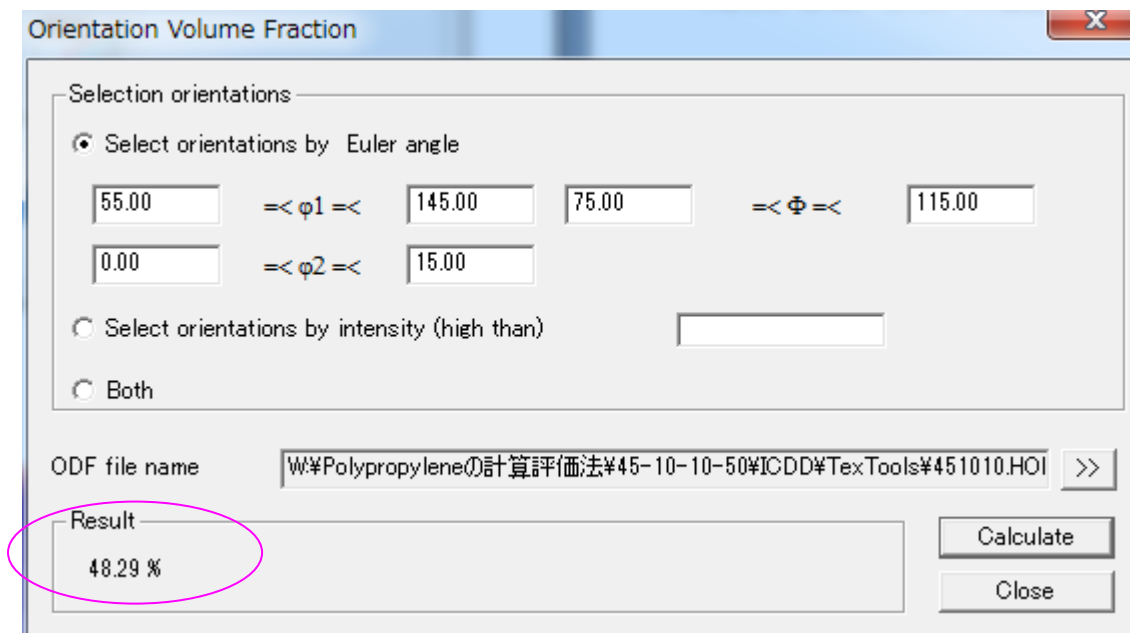 Orientation Volume Fraction
x
Selection orientations
Select orientations by Euler angle
55.00 =< φ1 =< 145.00 75.00 =< Φ =< 115.00
0.00 =< φ2 =< 15.00
Select orientations by intensity (high than)
Both
ODF file name W:¥Polypropyleneの計算評価法¥45-10-10-50¥ICDD¥TexTools¥451010.HO >>
Result
48.29 %
Calculate
Close